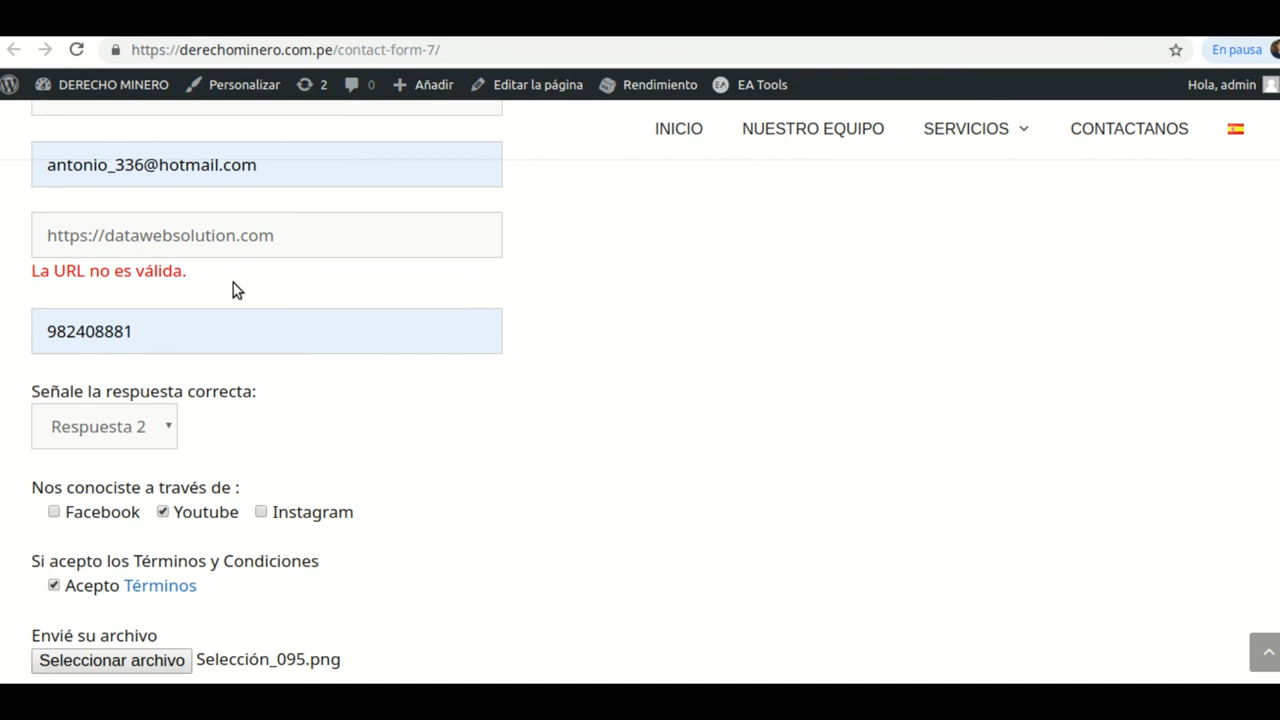 https://derechominero.com.pe/contact-form-7/
En pausa
DERECHO MINERO Personalizar 2 0 Añadir Editar la página Rendimiento EA Tools Hola, admin
INICIO NUESTRO EQUIPO SERVICIOS CONTACTANOS
antonio_336@hotmail.com
https://datawebsolution.com
La URL no es válida.
982408881
Señale la respuesta correcta:
Respuesta 2
Nos conociste a través de :
Facebook Youtube Instagram
Si acepto los Términos y Condiciones
Acepto Términos
Envié su archivo
Seleccionar archivo Selección_095.png